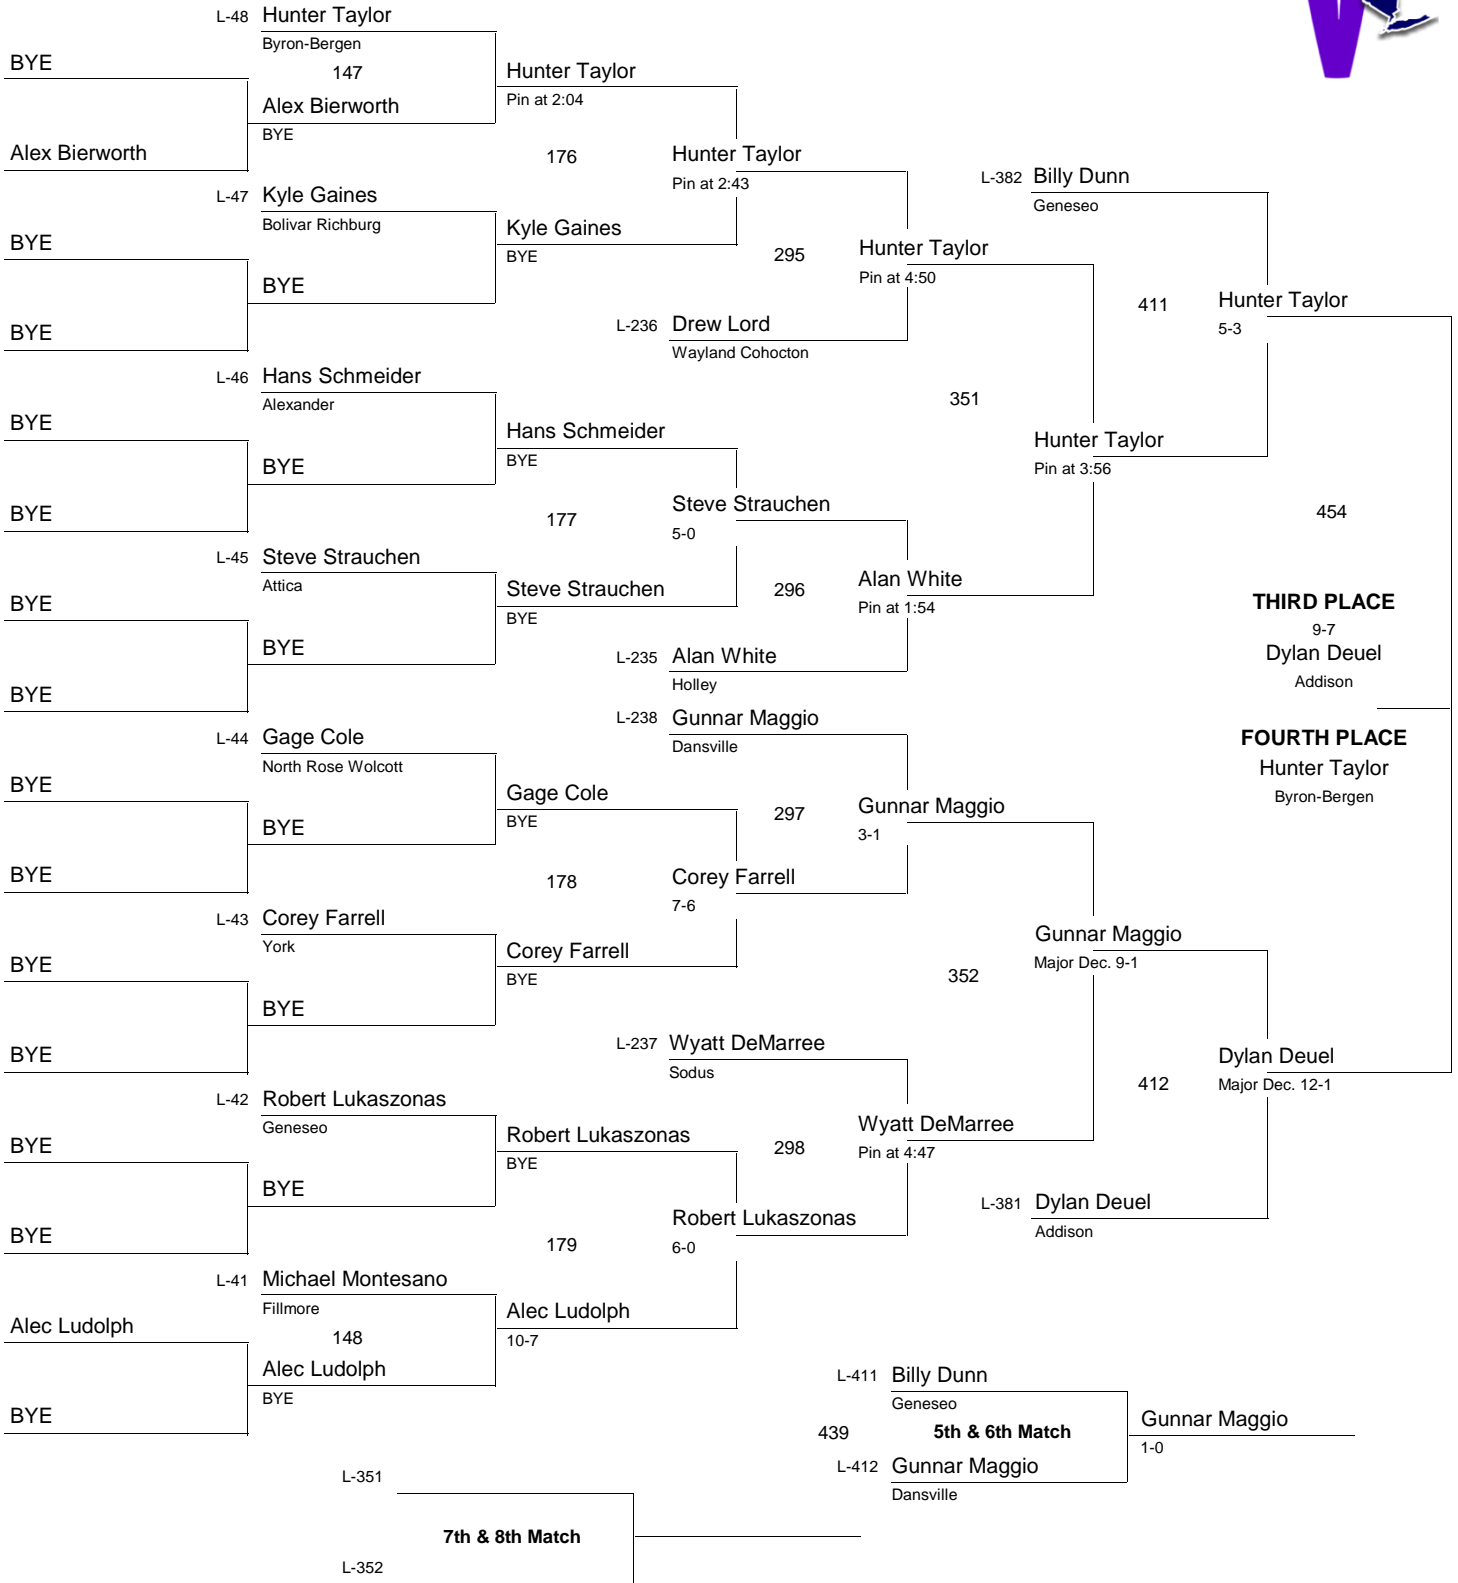 L-48 Hunter Taylor
Byron-Bergen
BYE
147
Hunter Taylor
Pin at 2:04
Alex Bierworth
BYE
Alex Bierworth
176
Hunter Taylor
Pin at 2:43
L-382 Billy Dunn
Geneseo
L-47 Kyle Gaines
Bolivar Richburg
Kyle Gaines
BYE
BYE
295
Hunter Taylor
Pin at 4:50
BYE
411
Hunter Taylor
5-3
L-236 Drew Lord
Wayland Cohocton
BYE
L-46 Hans Schmeider
Alexander
351
BYE
Hans Schmeider
BYE
Hunter Taylor
Pin at 3:56
BYE
Steve Strauchen
5-0
BYE
177
454
L-45 Steve Strauchen
Attica
Steve Strauchen
BYE
296
Alan White
Pin at 1:54
BYE
THIRD PLACE
9-7
Dylan Deuel
Addison
BYE
L-235 Alan White
Holley
BYE
L-238 Gunnar Maggio
Dansville
L-44 Gage Cole
North Rose Wolcott
FOURTH PLACE
Hunter Taylor
Byron-Bergen
BYE
Gage Cole
BYE
297
Gunnar Maggio
3-1
BYE
BYE
178
Corey Farrell
7-6
L-43 Corey Farrell
York
Corey Farrell
BYE
Gunnar Maggio
Major Dec. 9-1
BYE
352
BYE
L-237 Wyatt DeMarree
Sodus
BYE
Dylan Deuel
Major Dec. 12-1
412
L-42 Robert Lukaszonas
Geneseo
Robert Lukaszonas
BYE
298
Wyatt DeMarree
Pin at 4:47
BYE
BYE
L-381 Dylan Deuel
Addison
Robert Lukaszonas
6-0
BYE
179
L-41 Michael Montesano
Fillmore
Alec Ludolph
10-7
Alec Ludolph
148
Alec Ludolph
BYE
BYE
L-411 Billy Dunn
Geneseo
439
5th & 6th Match
Gunnar Maggio
1-0
L-412 Gunnar Maggio
Dansville
L-351
7th & 8th Match
L-352